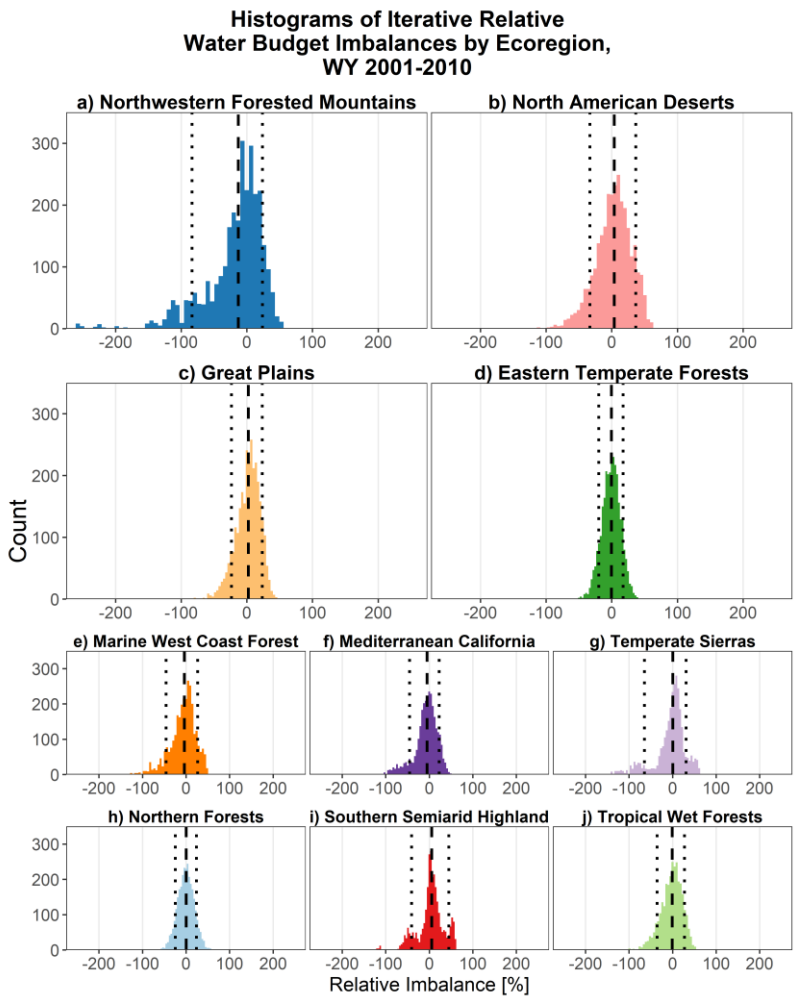 Histograms of Iterative Relative
Water Budget Imbalances by Ecoregion,
WY 2001-2010
a) Northwestern Forested Mountains
b) North American Deserts
300
200
100
0
-200 -100 0 100 200
-200 -100 0 100 200
c) Great Plains
d) Eastern Temperate Forests
300
200
100
0
-200 -100 0 100 200
-200 -100 0 100 200
Count
e) Marine West Coast Forest
f) Mediterranean California
g) Temperate Sierras
300
200
100
0
-200 -100 0 100 200
-200 -100 0 100 200
-200 -100 0 100 200
h) Northern Forests
i) Southern Semiarid Highland
j) Tropical Wet Forests
300
200
100
0
-200 -100 0 100 200
-200 -100 0 100 200
-200 -100 0 100 200
Relative Imbalance [%]